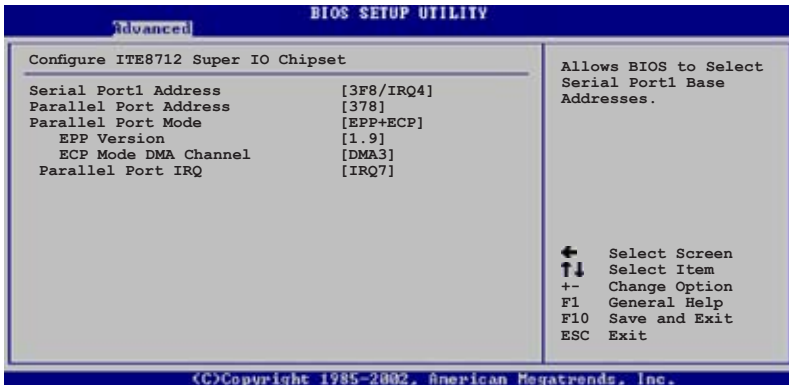 BIOS SETUP UTILITY
Advanced
Configure ITE8712 Super IO Chipset
Serial Port1 Address [3F8/IRQ4]
Parallel Port Address [378]
Parallel Port Mode [EPP+ECP]
EPP Version [1.9]
ECP Mode DMA Channel [DMA3]
Parallel Port IRQ [IRQ7]
Allows BIOS to Select
Serial Port1 Base
Addresses.
← Select Screen
↑↓ Select Item
+- Change Option
F1 General Help
F10 Save and Exit
ESC Exit
(C)Copyright 1985-2002, American Megatrends, Inc.